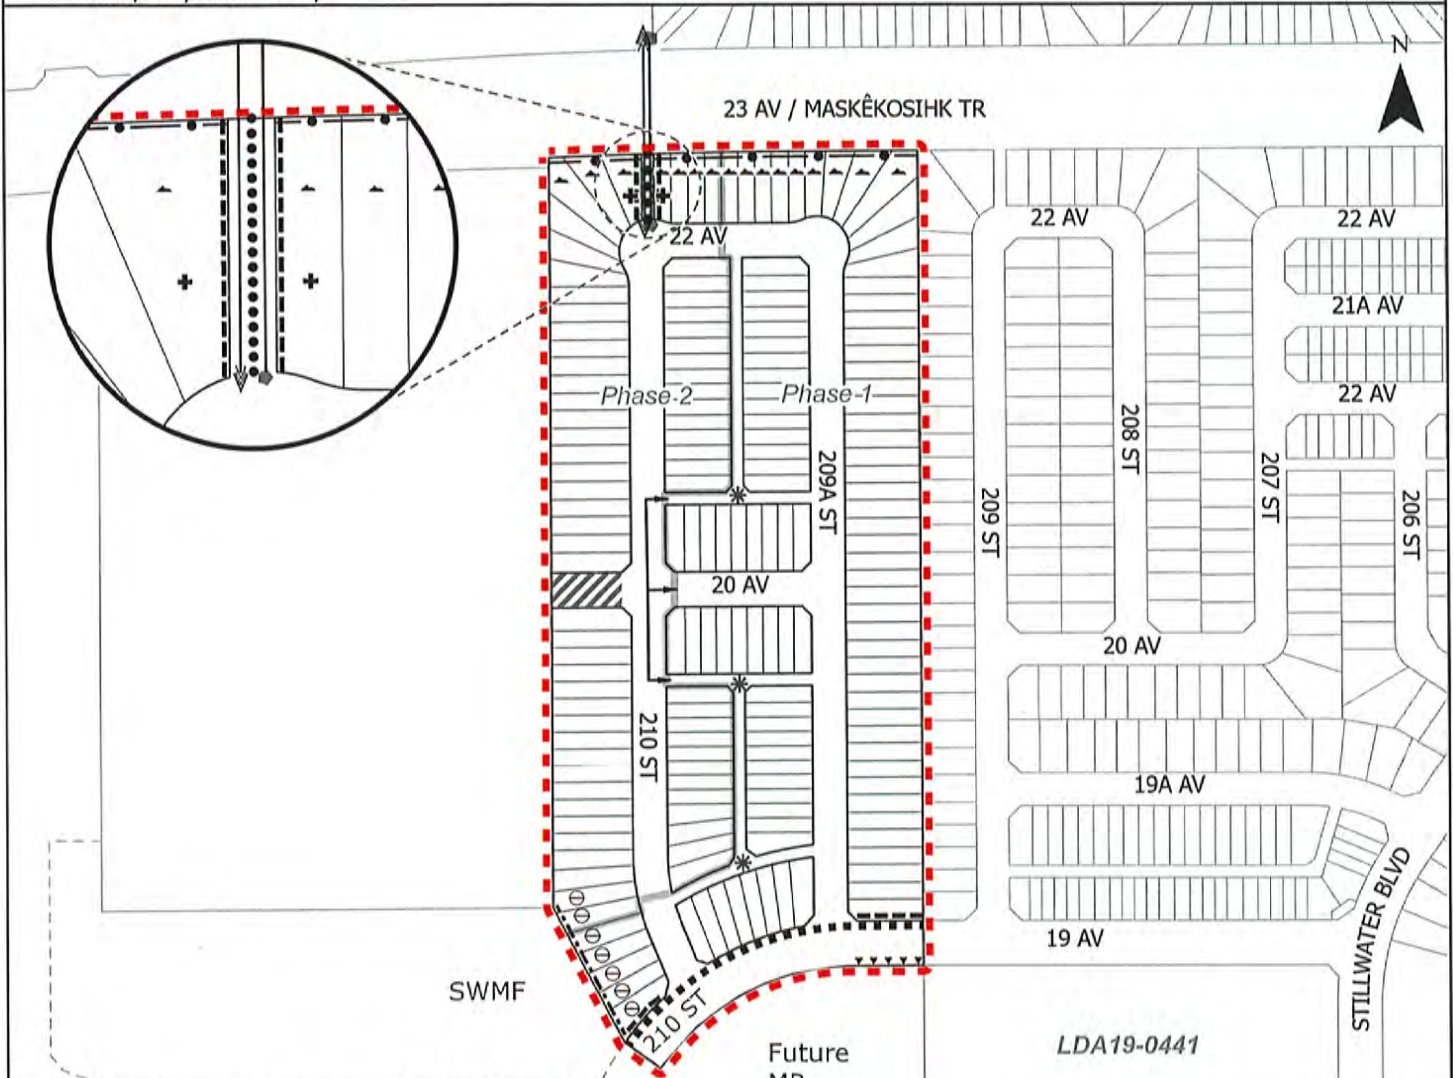 N
23 AV / MASKÊKOSIHK TR
22 AV
22 AV
22 AV
21A AV
22 AV
Phase-2
Phase-1
209A ST
209 ST
208 ST
207 ST
206 ST
20 AV
20 AV
210 ST
19A AV
19 AV
STILLWATER BLVD
SWMF
210 ST
Future
LDA19-0441